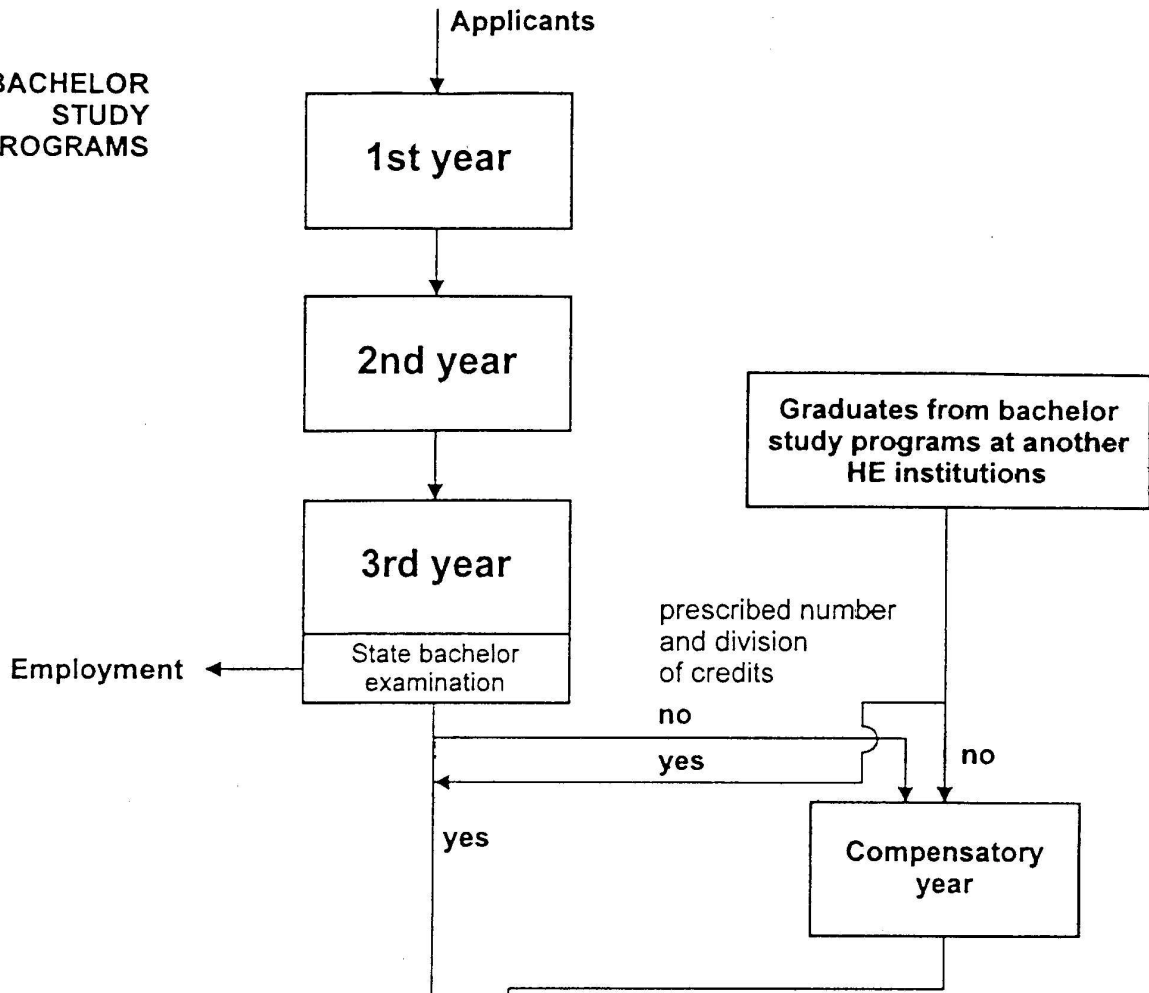 Applicants
BACHELOR
STUDY
ROGRAMS
1st year
2nd year
Graduates from bachelor
study programs at another
HE institutions
3rd year
prescribed number
and division
of credits
Employment
State bachelor
examination
no
yes
no
yes
Compensatory
year